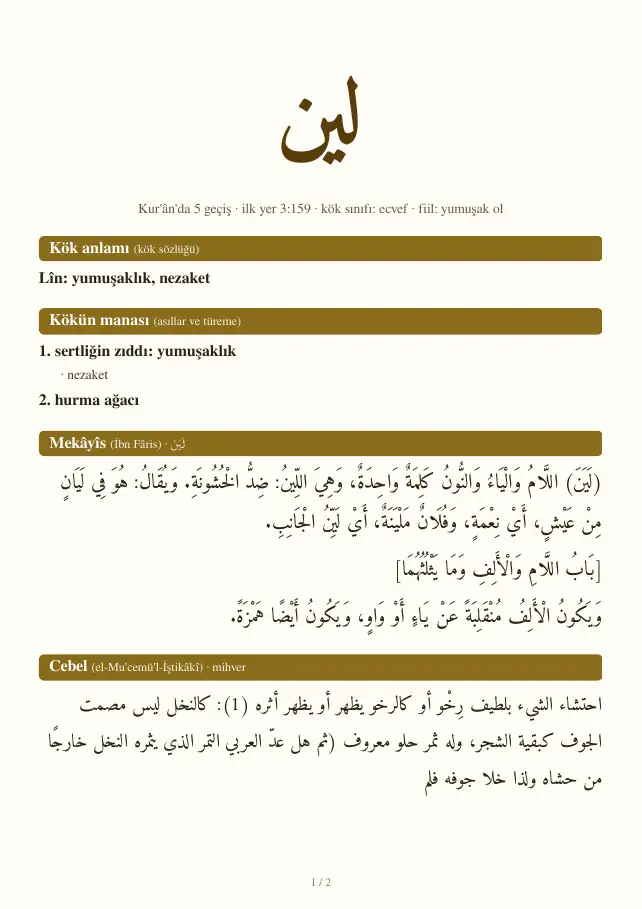 لين
Kur'ân'da 5 geçiş · ilk yer 3:159 · kök sınıfı: ecvef · fiil: yumuşak ol
Kök anlamı (kök sözlüğü)
Lîn: yumuşaklık, nezaket
Kökün manası (asıllar ve türeme)
1. sertliğin zıddı: yumuşaklık
· nezaket
2. hurma ağacı
Mekâyîs (İbn Fâris) · لَيَنَ
(لَيَنَ) اللَّامُ وَالْيَاءُ وَالنُّونُ كَلِمَةٌ وَاحِدَةٌ، وَهِيَ اللِّينُ: ضِدُّ الْخُشُونَةِ. وَيُقَالُ: هُوَ فِي لَيَانٍ
مِنْ عَيْشٍ، أَيْ نِعْمَةٍ، وَفُلَانٌ مَلْيَنَةٌ، أَيْ لَيِّنُ الْجَانِبِ.
[بَابُ اللَّامِ وَالْأَلِفِ وَمَا يَثْلُثُهُمَا]
وَيَكُونُ الْأَلِفُ مُنْقَلِبَةً عَنْ يَاءٍ أَوْ وَاوٍ، وَيَكُونُ أَيْضًا هَمْزَةً.
Cebel (el-Mu'cemü'l-İştikâkî) · mihver
احتشاء الشيء بلطيف رِخْو أو كالرخو يظهر أو يظهر أثره (1): كالنخل ليس مصمت
الجوف كبقية الشجر، وله ثمر حلو معروف (ثم هل عدّ العربي التمر الذي يثمره النخل خارجًا
من حشاه ولذا خلا جوفه فلم
1 / 2